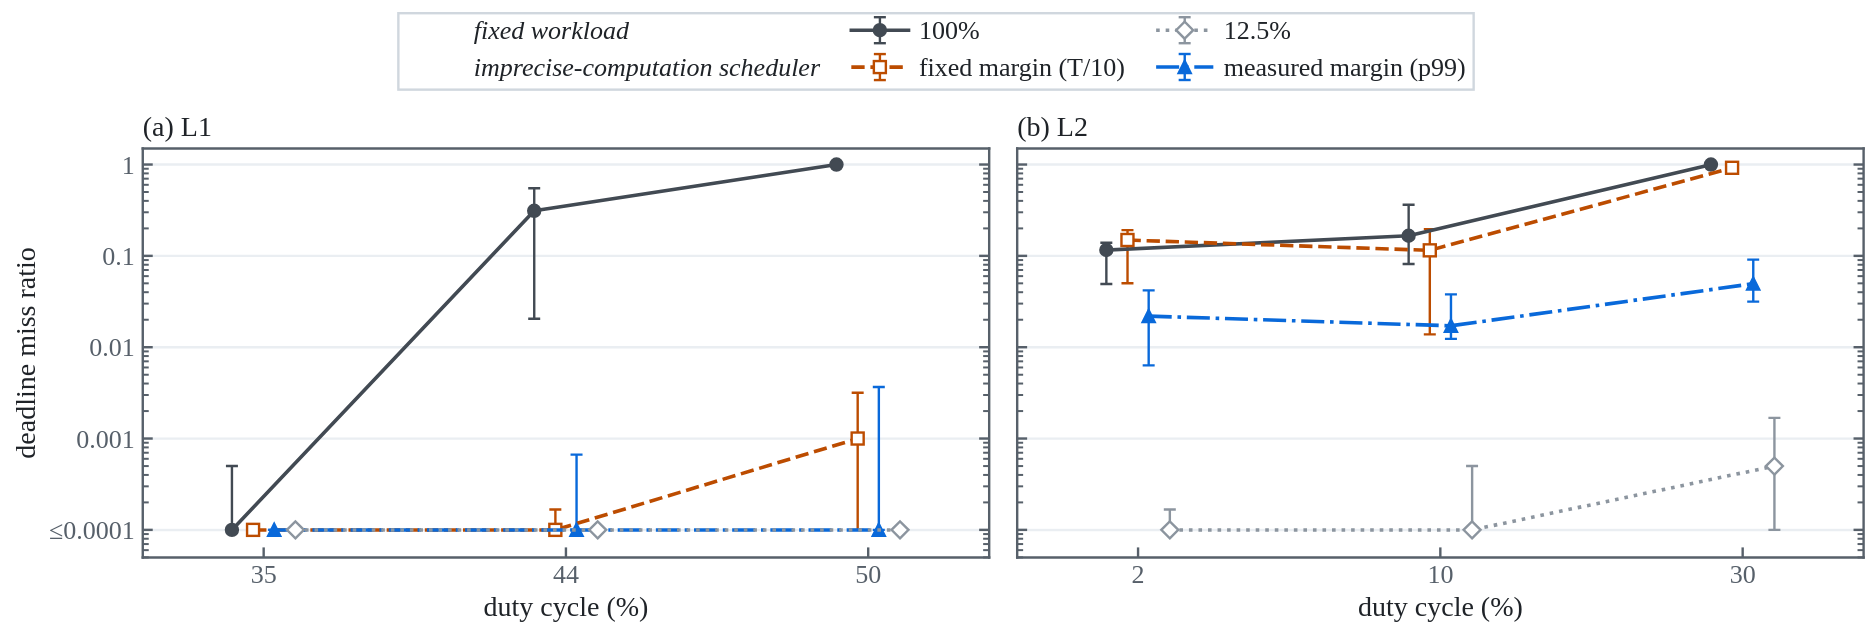 fixed workload 100% 12.5%
imprecise-computation scheduler fixed margin (T/10) measured margin (p99)
(a) L1
(b) L2
deadline miss ratio
1
0.1
0.01
0.001
≤0.0001
35 44 50
2 10 30
duty cycle (%)
duty cycle (%)